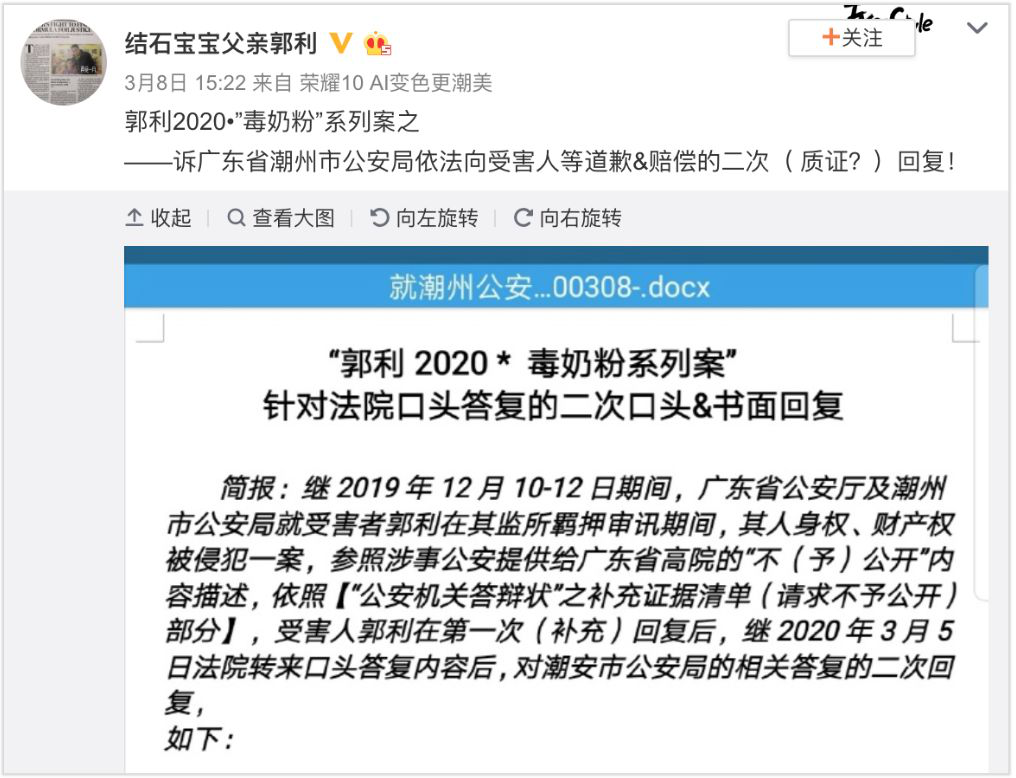 结石宝宝父亲郭利
3月8日 15:22 来自 荣耀10 AI变色更潮美
+关注
郭利2020•”毒奶粉”系列案之
——诉广东省潮州市公安局依法向受害人等道歉&赔偿的二次（ 质证？）回复！
收起 查看大图 向左旋转 向右旋转
就潮州公安...00308-.docx
“郭利 2020 * 毒奶粉系列案”
针对法院口头答复的二次口头&书面回复
简报：继 2019 年 12 月 10-12 日期间，广东省公安厅及潮州
市公安局就受害者郭利在其监所羁押审讯期间，其人身权、财产权
被侵犯一案，参照涉事公安提供给广东省高院的“不（予）公开”内
容描述，依照【“公安机关答辩状”之补充证据清单（请求不予公开）
部分】，受害人郭利在第一次（补充）回复后，继 2020 年 3 月 5
日法院转来口头答复内容后，对潮安市公安局的相关答复的二次回
复，
如下：